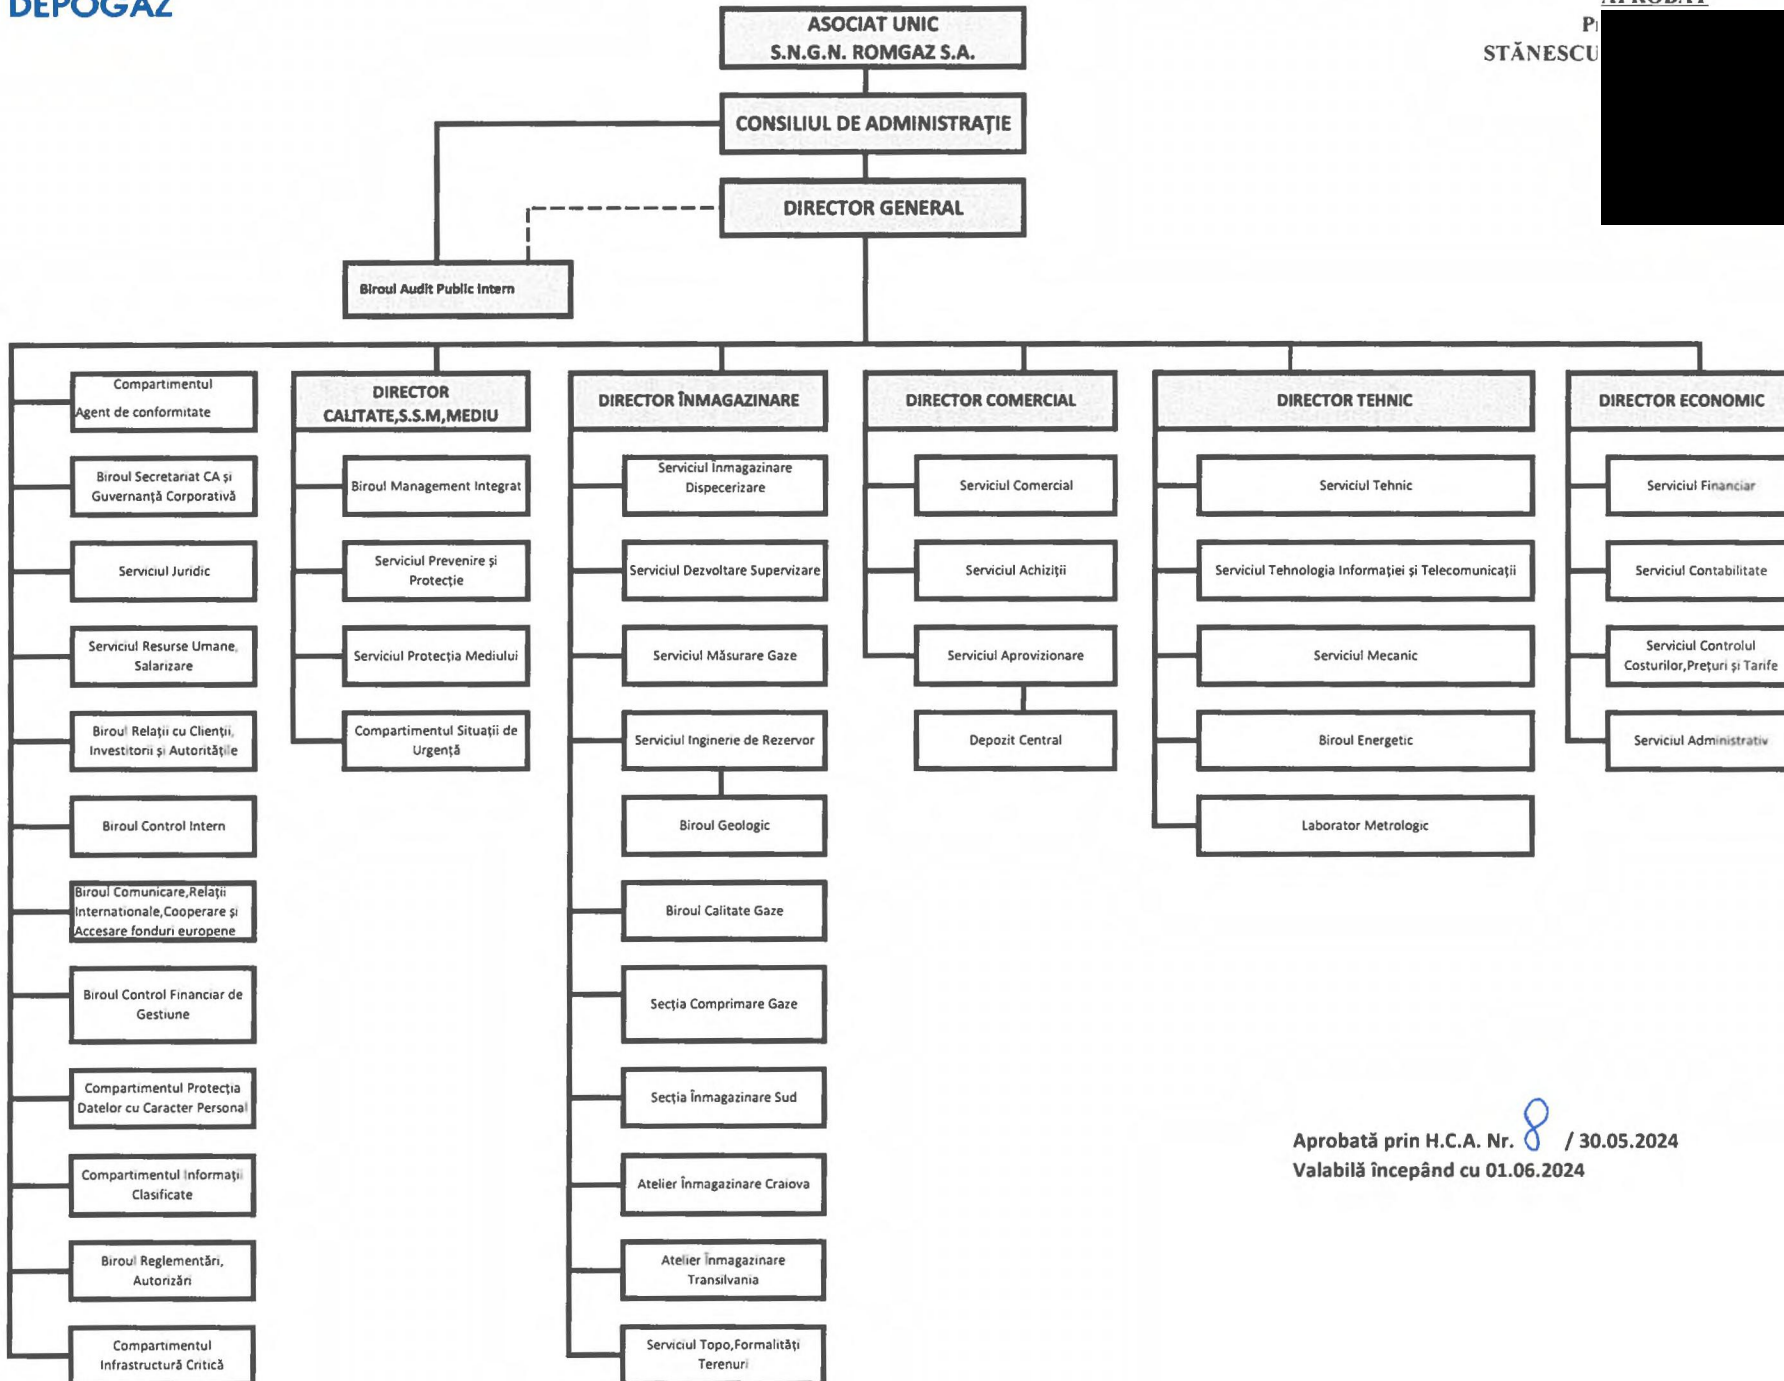 DEPOGAZ
APROBAT
STĂNESCU
ASOCIAT UNIC
S.N.G.N. ROMGAZ S.A.
CONSILIUL DE ADMINISTRAȚIE
DIRECTOR GENERAL
Biroul Audit Public Intern
Compartimentul
Agent de conformitate
Biroul Secretariat CA și
Guvernanță Corporativă
Serviciul Juridic
Serviciul Resurse Umane,
Salarizare
Biroul Relații cu Clienții,
Investitorii și Autoritățile
Biroul Control Intern
Biroul Comunicare,Relații
Internationale,Cooperare și
Accesare fonduri europene
Biroul Control Financiar de
Gestiune
Compartimentul Protecția
Datelor cu Caracter Personal
Compartimentul Informații
Clasificate
Biroul Reglementări,
Autorizări
Compartimentul
Infrastructură Critică
DIRECTOR
CALITATE,S.S.M,MEDIU
Biroul Management Integrat
Serviciul Prevenire și
Protecție
Serviciul Protecția Mediului
Compartimentul Situații de
Urgență
DIRECTOR ÎNMAGAZINARE
Serviciul Înmagazinare
Dispecerizare
Serviciul Dezvoltare Supervizare
Serviciul Măsurare Gaze
Serviciul Inginerie de Rezervor
Biroul Geologic
Biroul Calitate Gaze
Secția Comprimare Gaze
Secția Înmagazinare Sud
Atelier Înmagazinare Craiova
Atelier Înmagazinare
Transilvania
Serviciul Topo,Formalități
Terenuri
DIRECTOR COMERCIAL
Serviciul Comercial
Serviciul Achiziții
Serviciul Aprovizionare
Depozit Central
DIRECTOR TEHNIC
Serviciul Tehnic
Serviciul Tehnologia Informației și Telecomunicații
Serviciul Mecanic
Biroul Energetic
Laborator Metrologic
DIRECTOR ECONOMIC
Serviciul Financiar
Serviciul Contabilitate
Serviciul Controlul
Costurilor,Prețuri și Tarife
Serviciul Administrativ
Aprobată prin H.C.A. Nr. 8 / 30.05.2024
Valabilă începând cu 01.06.2024